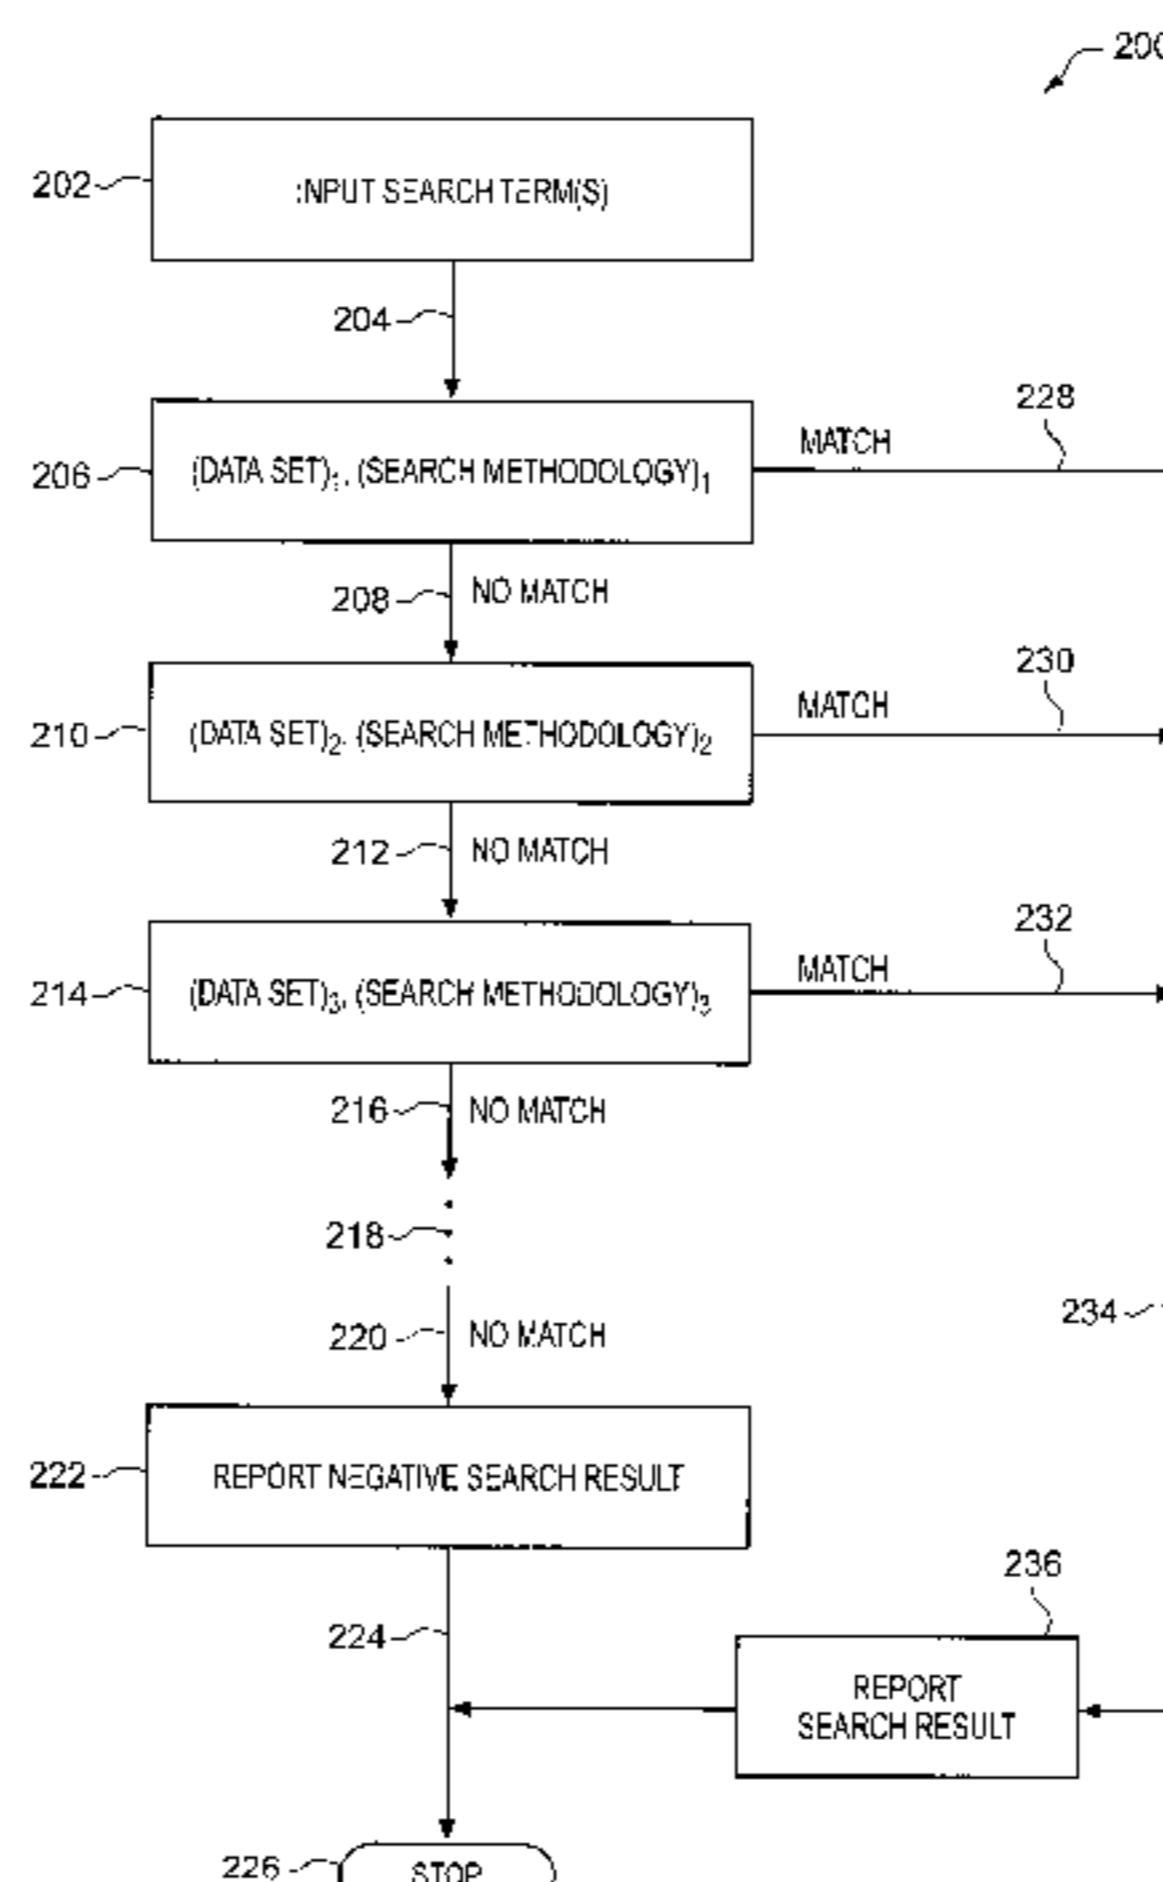 200
202
INPUT SEARCH TERM(S)
204
206
(DATA SET)1, (SEARCH METHODOLOGY)1
MATCH
228
208
NO MATCH
210
(DATA SET)2, (SEARCH METHODOLOGY)2
MATCH
230
212
NO MATCH
214
(DATA SET)3, (SEARCH METHODOLOGY)3
MATCH
232
216
NO MATCH
218
234
220
NO MATCH
222
REPORT NEGATIVE SEARCH RESULT
236
224
REPORT
SEARCH RESULT
226
STOP